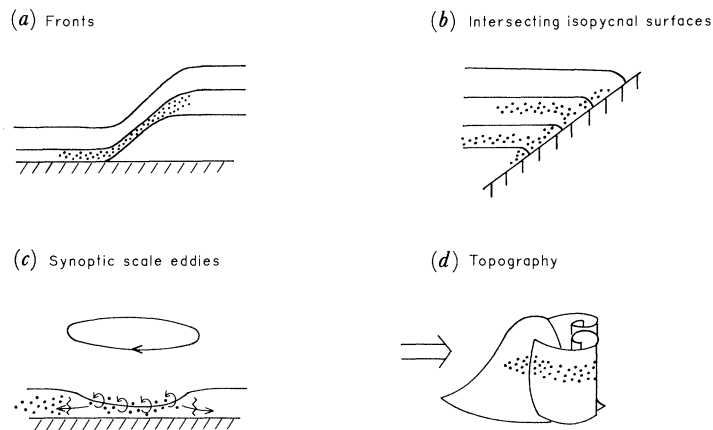 (a) Fronts
(b) Intersecting isopycnal surfaces
(c) Synoptic scale eddies
(d) Topography